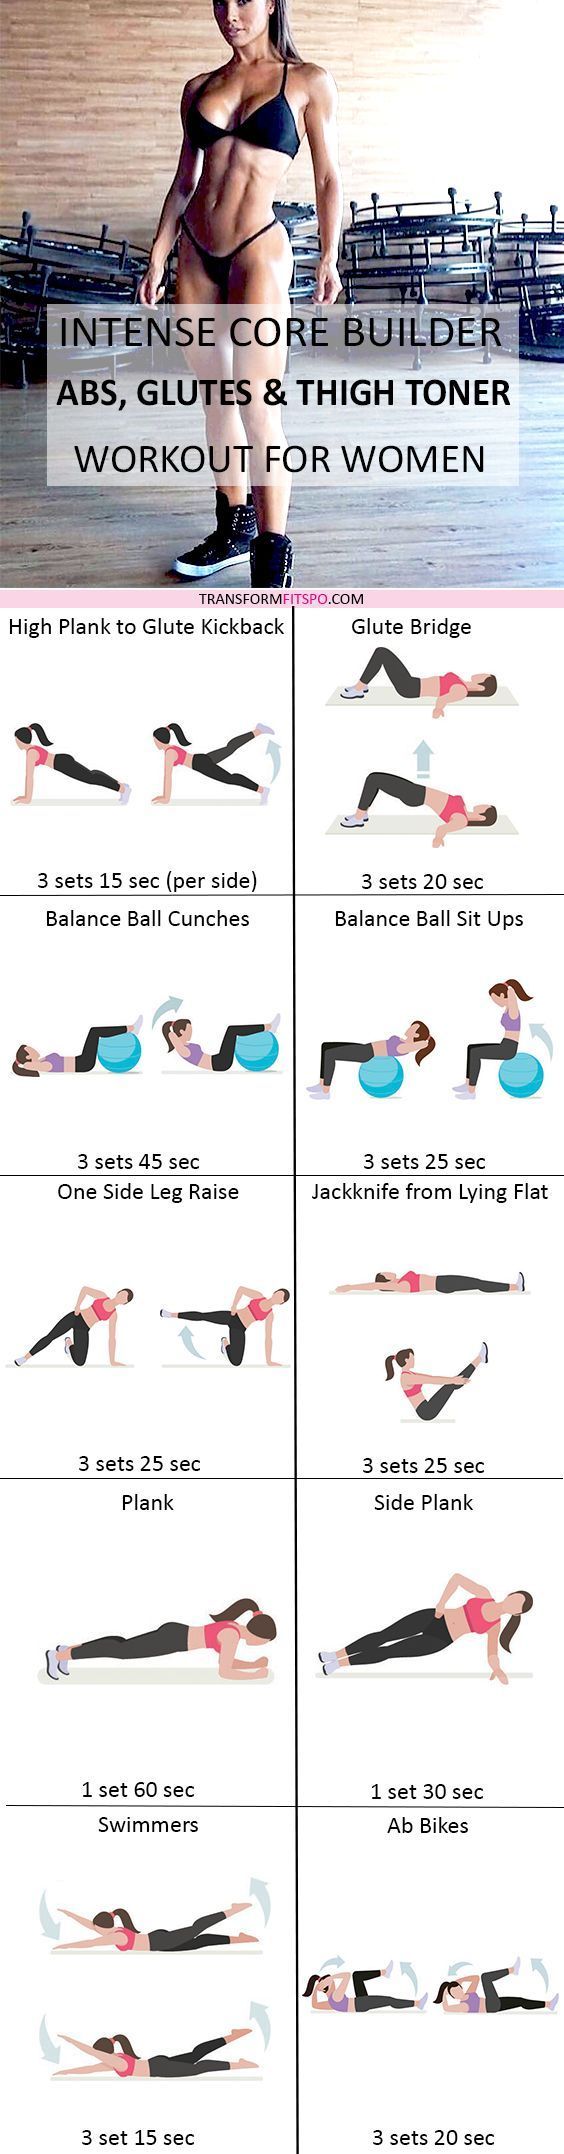 INTENSE CORE BUILDER
ABS, GLUTES & THIGH TONER
WORKOUT FOR WOMEN
TRANSFORMFITSPO.COM
High Plank to Glute Kickback
3 sets 15 sec (per side)
Glute Bridge
3 sets 20 sec
Balance Ball Cunches
3 sets 45 sec
Balance Ball Sit Ups
3 sets 25 sec
One Side Leg Raise
3 sets 25 sec
Jackknife from Lying Flat
3 sets 25 sec
Plank
1 set 60 sec
Side Plank
1 set 30 sec
Swimmers
3 set 15 sec
Ab Bikes
3 sets 20 sec